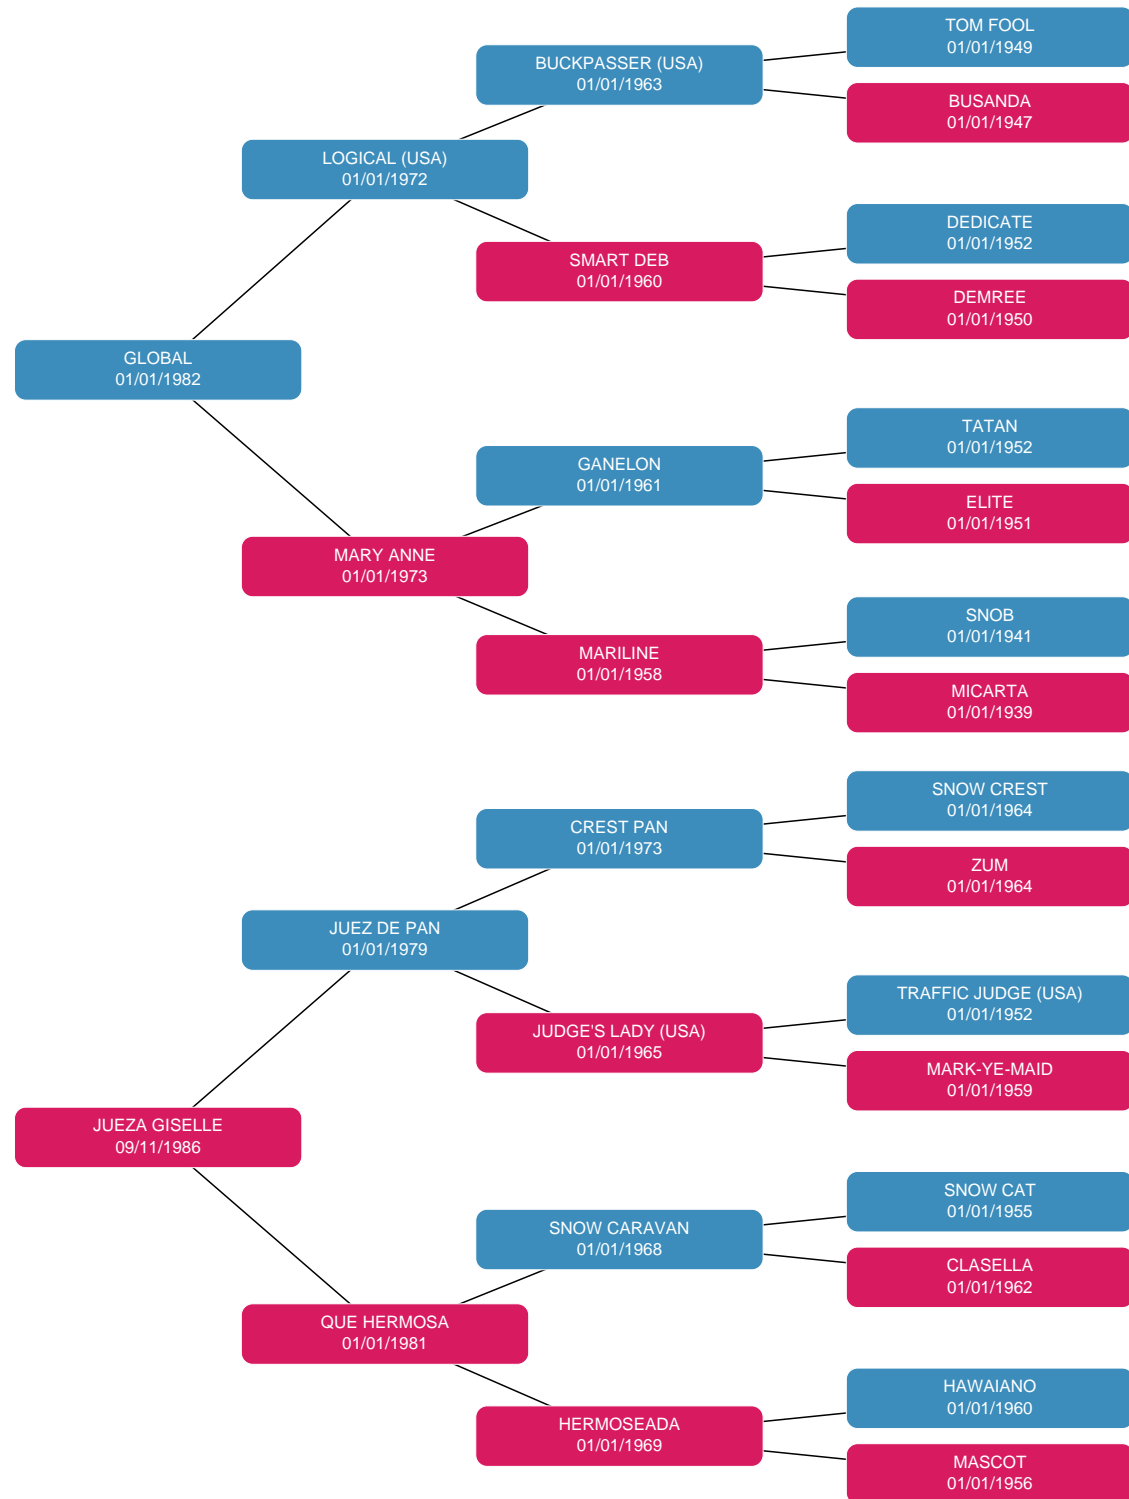 TOM FOOL
01/01/1949
BUCKPASSER (USA)
01/01/1963
BUSANDA
01/01/1947
LOGICAL (USA)
01/01/1972
DEDICATE
01/01/1952
SMART DEB
01/01/1960
DEMREE
01/01/1950
GLOBAL
01/01/1982
TATAN
01/01/1952
GANELON
01/01/1961
ELITE
01/01/1951
MARY ANNE
01/01/1973
SNOB
01/01/1941
MARILINE
01/01/1958
MICARTA
01/01/1939
SNOW CREST
01/01/1964
CREST PAN
01/01/1973
ZUM
01/01/1964
JUEZ DE PAN
01/01/1979
TRAFFIC JUDGE (USA)
01/01/1952
JUDGE'S LADY (USA)
01/01/1965
MARK-YE-MAID
01/01/1959
JUEZA GISELLE
09/11/1986
SNOW CAT
01/01/1955
SNOW CARAVAN
01/01/1968
CLASELLA
01/01/1962
QUE HERMOSA
01/01/1981
HAWAIANO
01/01/1960
HERMOSEADA
01/01/1969
MASCOT
01/01/1956